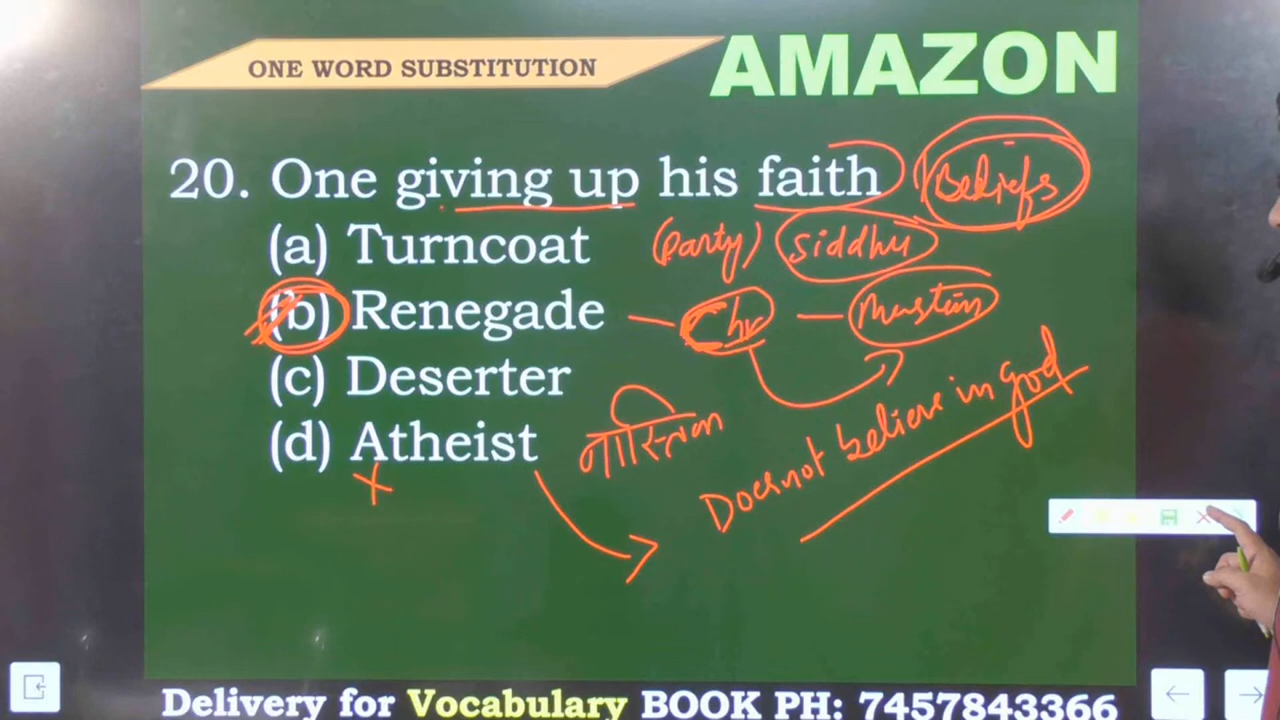 ONE WORD SUBSTITUTION AMAZON
20. One giving up his faith Beliefs
(a) Turncoat (Party) Siddhu
(b) Renegade — Chr —
(c) Deserter
(d) Atheist नास्तिक
Does not believe in god
Delivery for Vocabulary BOOK PH: 7457843366